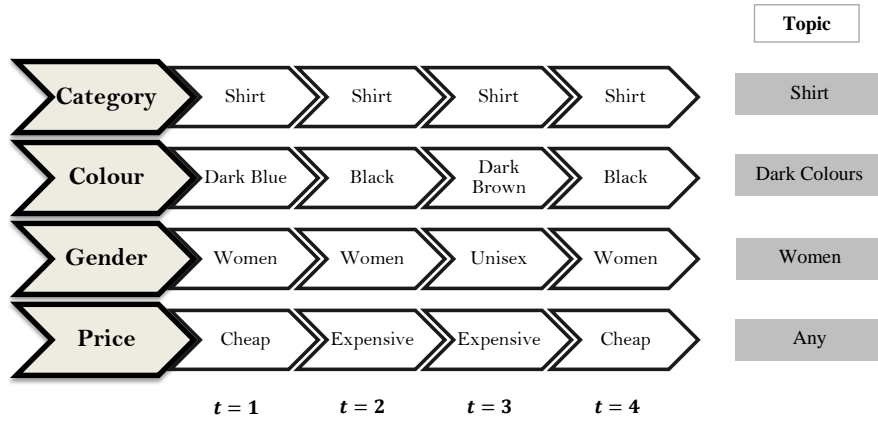 Topic
Category Shirt Shirt Shirt Shirt Shirt
Colour Dark Blue Black Dark Brown Black Dark Colours
Gender Women Women Unisex Women Women
Price Cheap Expensive Expensive Cheap Any
t = 1 t = 2 t = 3 t = 4